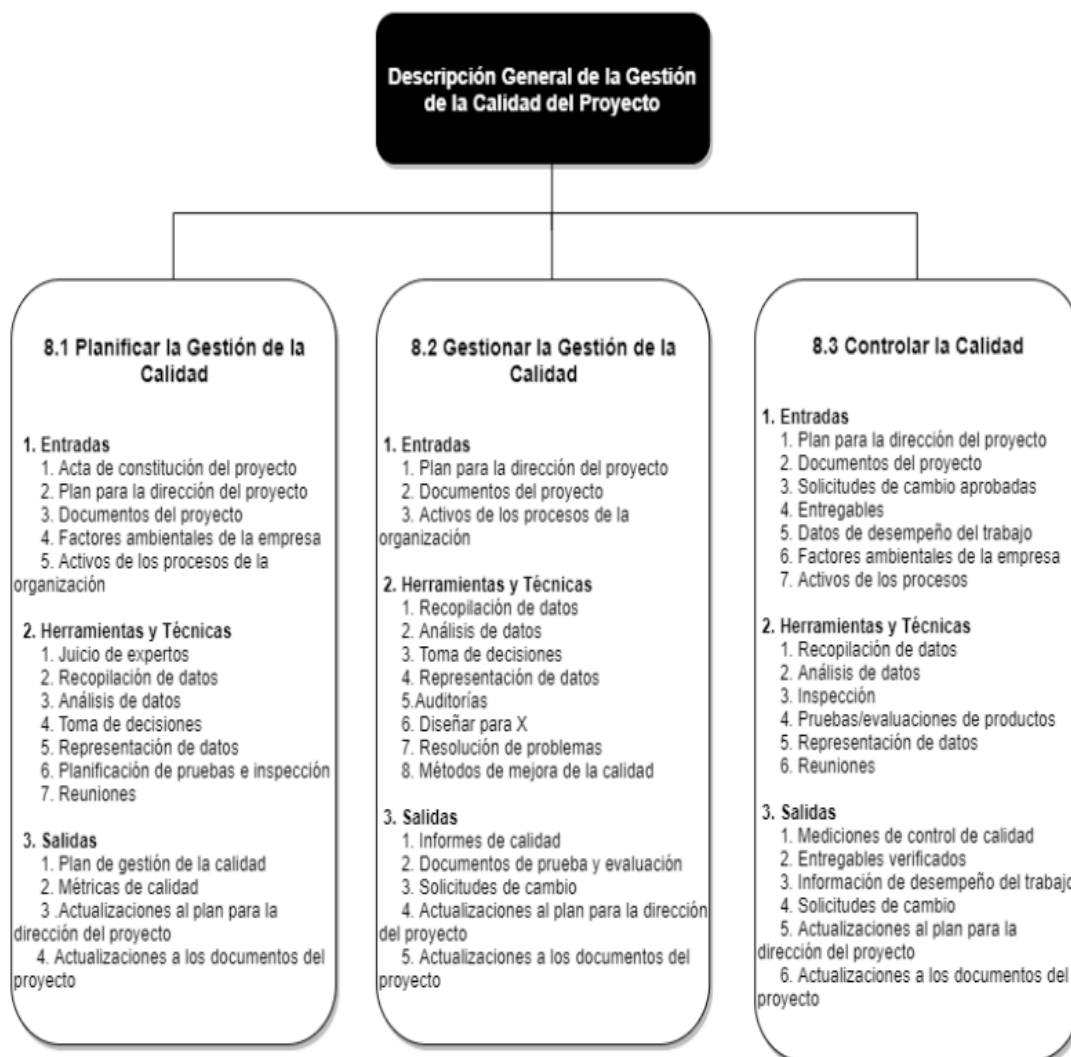 Descripción General de la Gestión
de la Calidad del Proyecto
8.1 Planificar la Gestión de la
Calidad
1. Entradas
1. Acta de constitución del proyecto
2. Plan para la dirección del proyecto
3. Documentos del proyecto
4. Factores ambientales de la empresa
5. Activos de los procesos de la
organización
2. Herramientas y Técnicas
1. Juicio de expertos
2. Recopilación de datos
3. Análisis de datos
4. Toma de decisiones
5. Representación de datos
6. Planificación de pruebas e inspección
7. Reuniones
3. Salidas
1. Plan de gestión de la calidad
2. Métricas de calidad
3 .Actualizaciones al plan para la
dirección del proyecto
4. Actualizaciones a los documentos del
proyecto
8.2 Gestionar la Gestión de la
Calidad
1. Entradas
1. Plan para la dirección del proyecto
2. Documentos del proyecto
3. Activos de los procesos de la
organización
2. Herramientas y Técnicas
1. Recopilación de datos
2. Análisis de datos
3. Toma de decisiones
4. Representación de datos
5.Auditorías
6. Diseñar para X
7. Resolución de problemas
8. Métodos de mejora de la calidad
3. Salidas
1. Informes de calidad
2. Documentos de prueba y evaluación
3. Solicitudes de cambio
4. Actualizaciones al plan para la dirección
del proyecto
5. Actualizaciones a los documentos del
proyecto
8.3 Controlar la Calidad
1. Entradas
1. Plan para la dirección del proyecto
2. Documentos del proyecto
3. Solicitudes de cambio aprobadas
4. Entregables
5. Datos de desempeño del trabajo
6. Factores ambientales de la empresa
7. Activos de los procesos
2. Herramientas y Técnicas
1. Recopilación de datos
2. Análisis de datos
3. Inspección
4. Pruebas/evaluaciones de productos
5. Representación de datos
6. Reuniones
3. Salidas
1. Mediciones de control de calidad
2. Entregables verificados
3. Información de desempeño del trabajo
4. Solicitudes de cambio
5. Actualizaciones al plan para la
dirección del proyecto
6. Actualizaciones a los documentos del
proyecto